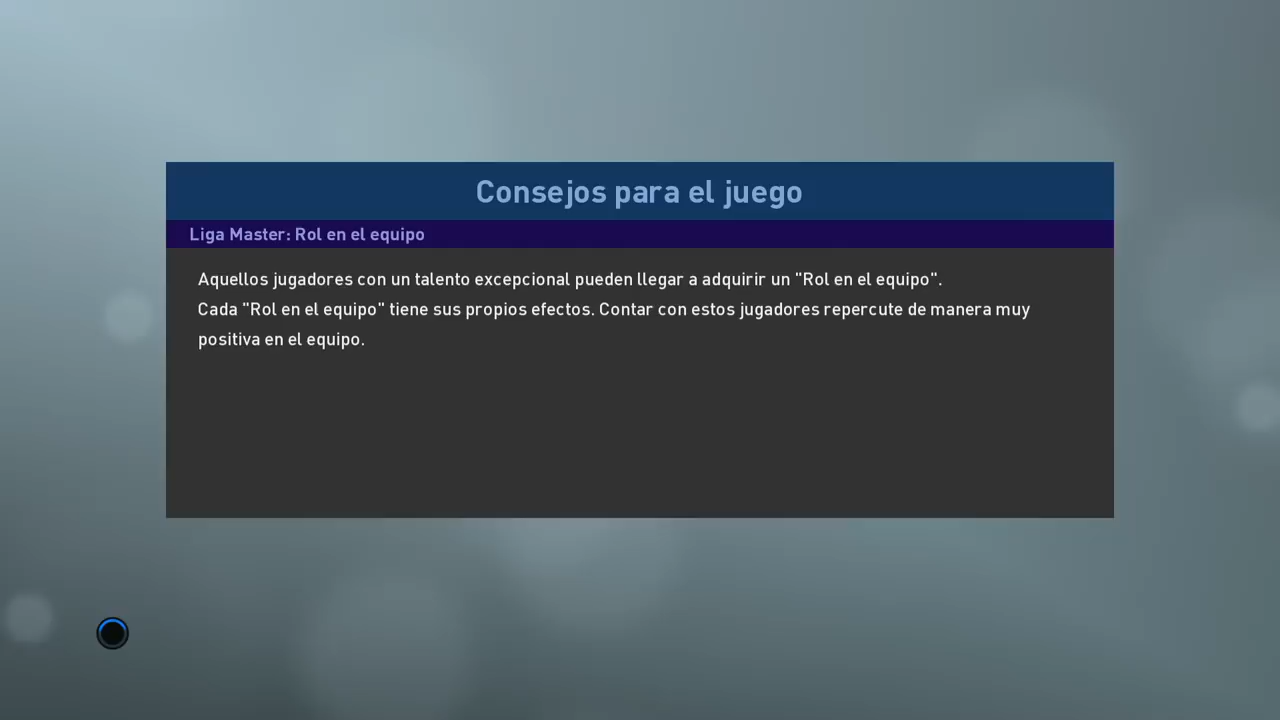 Consejos para el juego
Liga Master: Rol en el equipo
Aquellos jugadores con un talento excepcional pueden llegar a adquirir un "Rol en el equipo".
Cada "Rol en el equipo" tiene sus propios efectos. Contar con estos jugadores repercute de manera muy
positiva en el equipo.